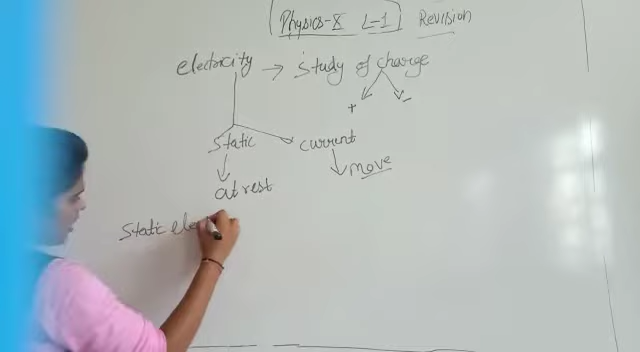 Physics-X L-1 Revision
electricity → Study of charge
+ -
Static current
at rest move
Static ele